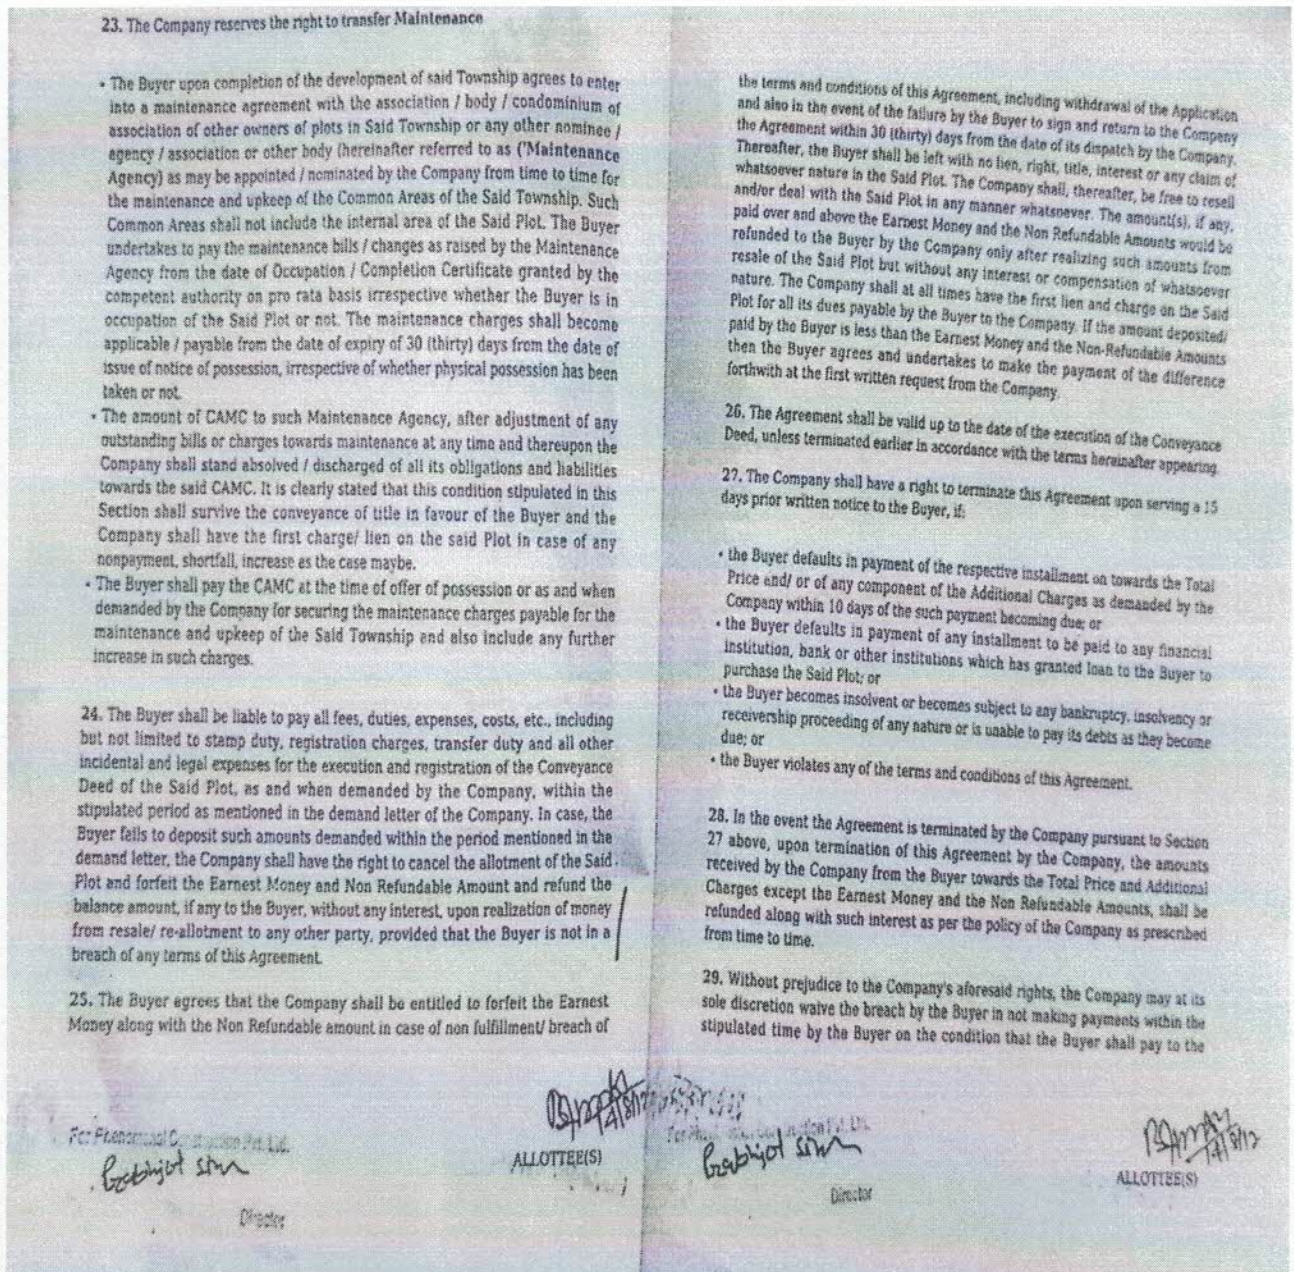 23. The Company reserves the right to transfer Maintenance
• The Buyer upon completion of the development of said Township agrees to enter
into a maintenance agreement with the association / body / condominium of
association of other owners of plots in Said Township or any other nominee /
agency / association or other body (hereinafter referred to as ('Maintenance
Agency) as may be appointed / nominated by the Company from time to time for
the maintenance and upkeep of the Common Areas of the Said Township. Such
Common Areas shall not include the internal area of the Said Plot. The Buyer
undertakes to pay the maintenance bills / changes as raised by the Maintenance
Agency from the date of Occupation / Completion Certificate granted by the
competent authority on pro rata basis irrespective whether the Buyer is in
occupation of the Said Plot or not. The maintenance charges shall become
applicable / payable from the date of expiry of 30 (thirty) days from the date of
issue of notice of possession, irrespective of whether physical possession has been
taken or not.
• The amount of CAMC to such Maintenance Agency, after adjustment of any
outstanding bills or charges towards maintenance at any time and thereupon the
Company shall stand absolved / discharged of all its obligations and liabilities
towards the said CAMC. It is clearly stated that this condition stipulated in this
Section shall survive the conveyance of title in favour of the Buyer and the
Company shall have the first charge/ lien on the said Plot in case of any
nonpayment, shortfall, increase as the case maybe.
• The Buyer shall pay the CAMC at the time of offer of possession or as and when
demanded by the Company for securing the maintenance charges payable for the
maintenance and upkeep of the Said Township and also include any further
increase in such charges.
24. The Buyer shall be liable to pay all fees, duties, expenses, costs, etc., including
but not limited to stamp duty, registration charges, transfer duty and all other
incidental and legal expenses for the execution and registration of the Conveyance
Deed of the Said Plot, as and when demanded by the Company, within the
stipulated period as mentioned in the demand letter of the Company. In case, the
Buyer fails to deposit such amounts demanded within the period mentioned in the
demand letter, the Company shall have the right to cancel the allotment of the Said
Plot and forfeit the Earnest Money and Non Refundable Amount and refund the
balance amount, if any to the Buyer, without any interest, upon realization of money
from resale/ re-allotment to any other party, provided that the Buyer is not in a
breach of any terms of this Agreement.
25. The Buyer agrees that the Company shall be entitled to forfeit the Earnest
Money along with the Non Refundable amount in case of non fulfillment/ breach of
For Phenomenal Construction Pvt. Ltd.
ALLOTTEE(S)
Director
the terms and conditions of this Agreement, including withdrawal of the Application
and also in the event of the failure by the Buyer to sign and return to the Company
the Agreement within 30 (thirty) days from the date of its dispatch by the Company.
Thereafter, the Buyer shall be left with no lien, right, title, interest or any claim of
whatsoever nature in the Said Plot. The Company shall, thereafter, be free to resell
and/or deal with the Said Plot in any manner whatsoever. The amount(s), if any,
paid over and above the Earnest Money and the Non Refundable Amounts would be
refunded to the Buyer by the Company only after realizing such amounts from
resale of the Said Plot but without any interest or compensation of whatsoever
nature. The Company shall at all times have the first lien and charge on the Said
Plot for all its dues payable by the Buyer to the Company. If the amount deposited/
paid by the Buyer is less than the Earnest Money and the Non-Refundable Amounts
then the Buyer agrees and undertakes to make the payment of the difference
forthwith at the first written request from the Company.
26. The Agreement shall be valid up to the date of the execution of the Conveyance
Deed, unless terminated earlier in accordance with the terms hereinafter appearing.
27. The Company shall have a right to terminate this Agreement upon serving a 15
days prior written notice to the Buyer, if:
• the Buyer defaults in payment of the respective installment on towards the Total
Price and/ or of any component of the Additional Charges as demanded by the
Company within 10 days of the such payment becoming due; or
• the Buyer defaults in payment of any installment to be paid to any financial
institution, bank or other institutions which has granted loan to the Buyer to
purchase the Said Plot; or
• the Buyer becomes insolvent or becomes subject to any bankruptcy, insolvency or
receivership proceeding of any nature or is unable to pay its debts as they become
due; or
• the Buyer violates any of the terms and conditions of this Agreement.
28. In the event the Agreement is terminated by the Company pursuant to Section
27 above, upon termination of this Agreement by the Company, the amounts
received by the Company from the Buyer towards the Total Price and Additional
Charges except the Earnest Money and the Non Refundable Amounts, shall be
refunded along with such interest as per the policy of the Company as prescribed
from time to time.
29. Without prejudice to the Company's aforesaid rights, the Company may at its
sole discretion waive the breach by the Buyer in not making payments within the
stipulated time by the Buyer on the condition that the Buyer shall pay to the
ALLOTTEE(S)
Director